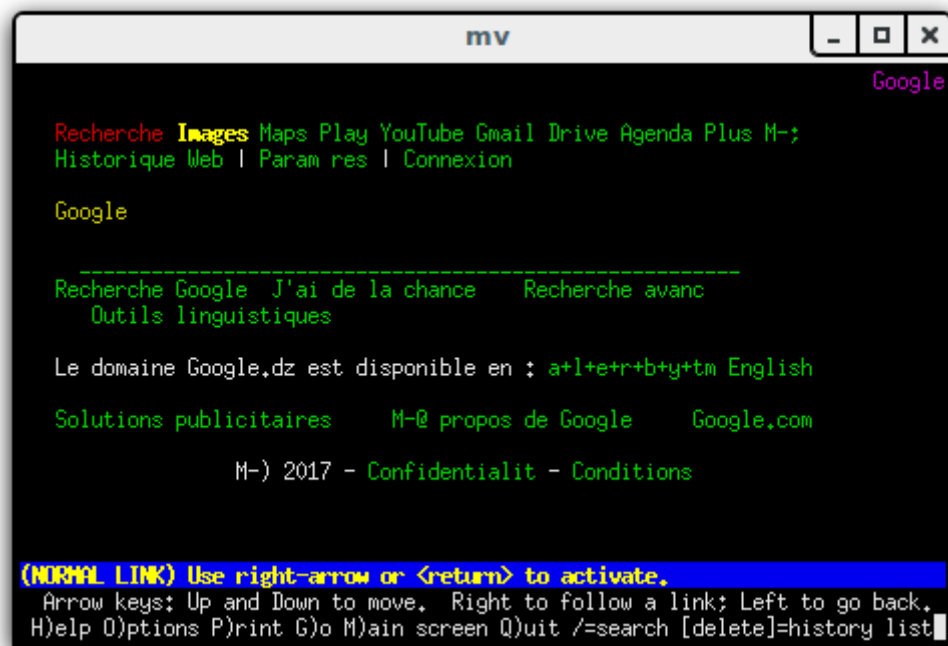 mv
Google
Recherche Images Maps Play YouTube Gmail Drive Agenda Plus M-;
Historique Web | Param res | Connexion
Google
_______________________________________________________
Recherche Google J'ai de la chance Recherche avanc
Outils linguistiques
Le domaine Google.dz est disponible en : a+l+e+r+b+y+tm English
Solutions publicitaires M-@ propos de Google Google.com
M-) 2017 - Confidentialit - Conditions
(NORMAL LINK) Use right-arrow or <return> to activate.
Arrow keys: Up and Down to move. Right to follow a link; Left to go back.
H)elp O)ptions P)rint G)o M)ain screen Q)uit /=search [delete]=history list